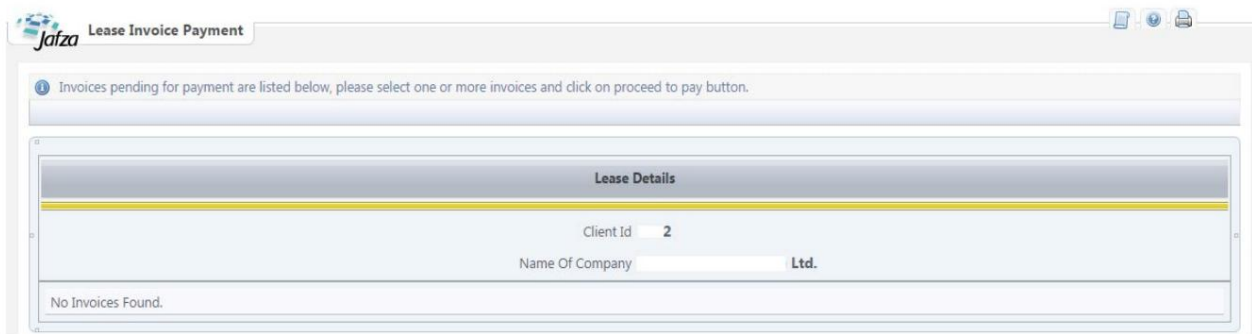 Jafza Lease Invoice Payment
Invoices pending for payment are listed below, please select one or more invoices and click on proceed to pay button.
Lease Details
Client Id 2
Name Of Company Ltd.
No Invoices Found.